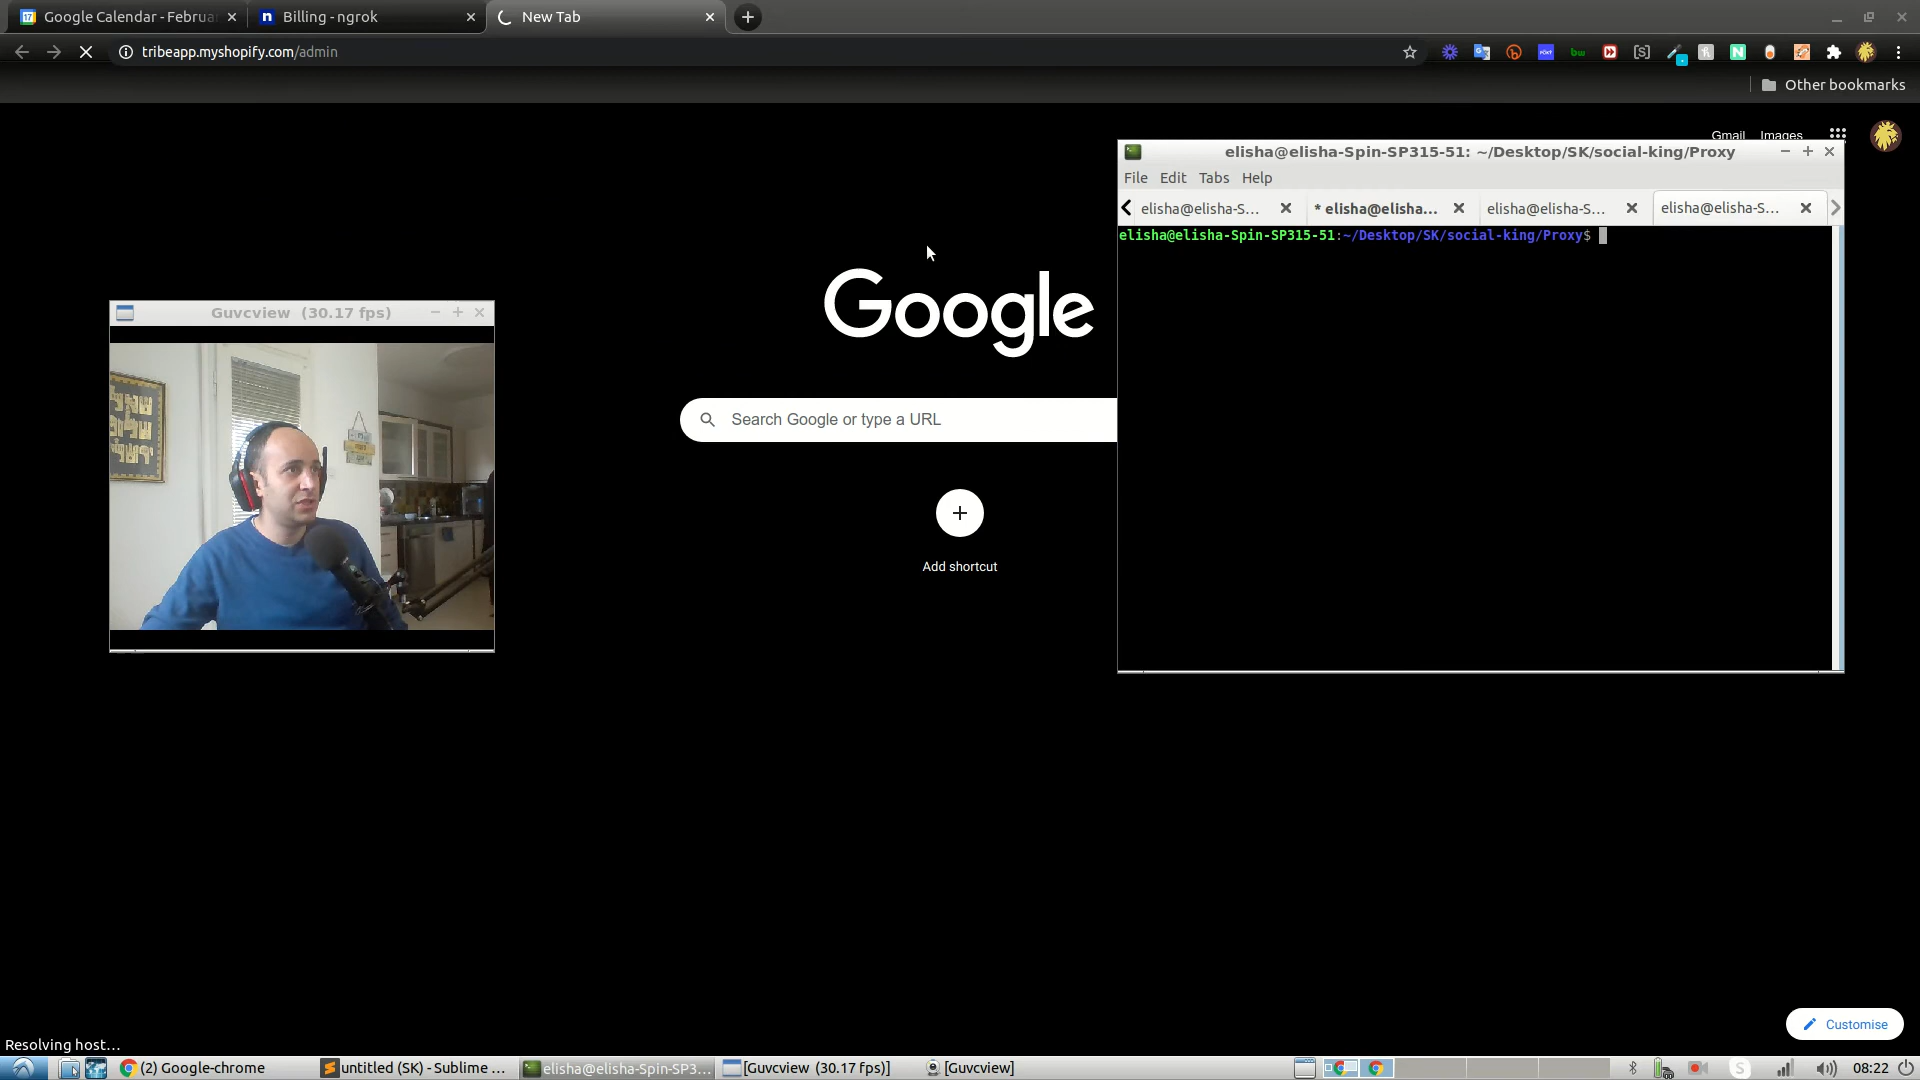 Google Calendar - Februar
Billing - ngrok
New Tab
tribeapp.myshopify.com/admin
Other bookmarks
Gmail
Images
elisha@elisha-Spin-SP315-51: ~/Desktop/SK/social-king/Proxy
File Edit Tabs Help
elisha@elisha-S...
* elisha@elisha...
elisha@elisha-S...
elisha@elisha-S...
elisha@elisha-Spin-SP315-51:~/Desktop/SK/social-king/Proxy$
Guvcview (30.17 fps)
Google
Search Google or type a URL
Add shortcut
Customise
Resolving host...
(2) Google-chrome
untitled (SK) - Sublime ...
elisha@elisha-Spin-SP3...
[Guvcview (30.17 fps)]
[Guvcview]
08:22